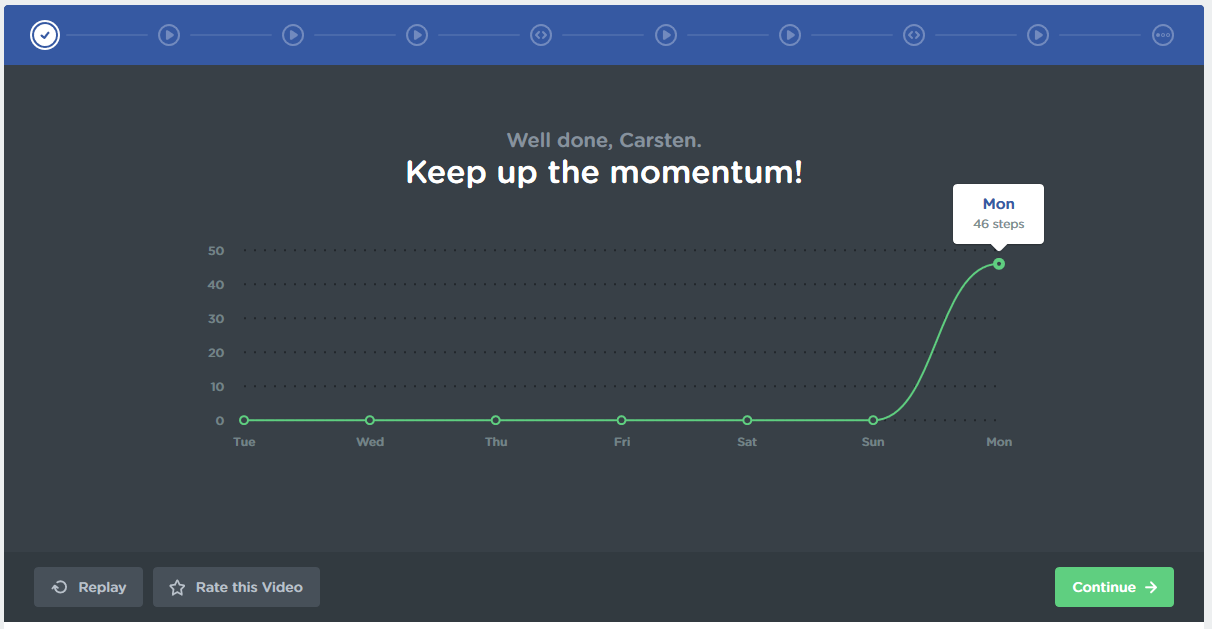 Well done, Carsten.
Keep up the momentum!
Mon
46 steps
50
40
30
20
10
0
Tue Wed Thu Fri Sat Sun Mon
Replay Rate this Video Continue